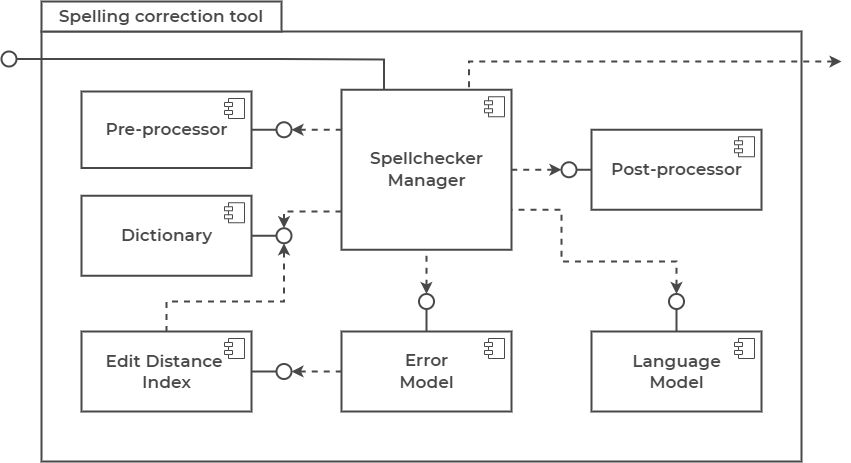 Spelling correction tool
Pre-processor
Spellchecker
Manager
Post-processor
Dictionary
Edit Distance
Index
Error
Model
Language
Model